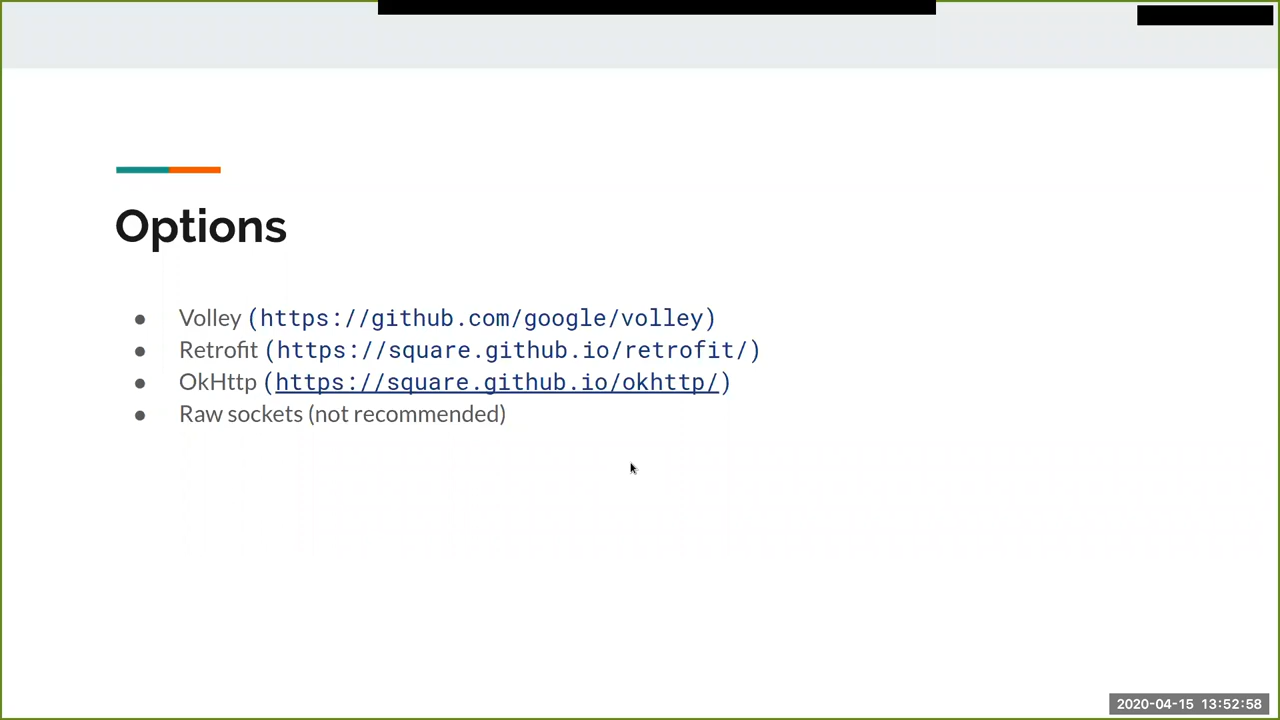 Options
● Volley (https://github.com/google/volley)
● Retrofit (https://square.github.io/retrofit/)
● OkHttp (https://square.github.io/okhttp/)
● Raw sockets (not recommended)
2020-04-15 13:52:58